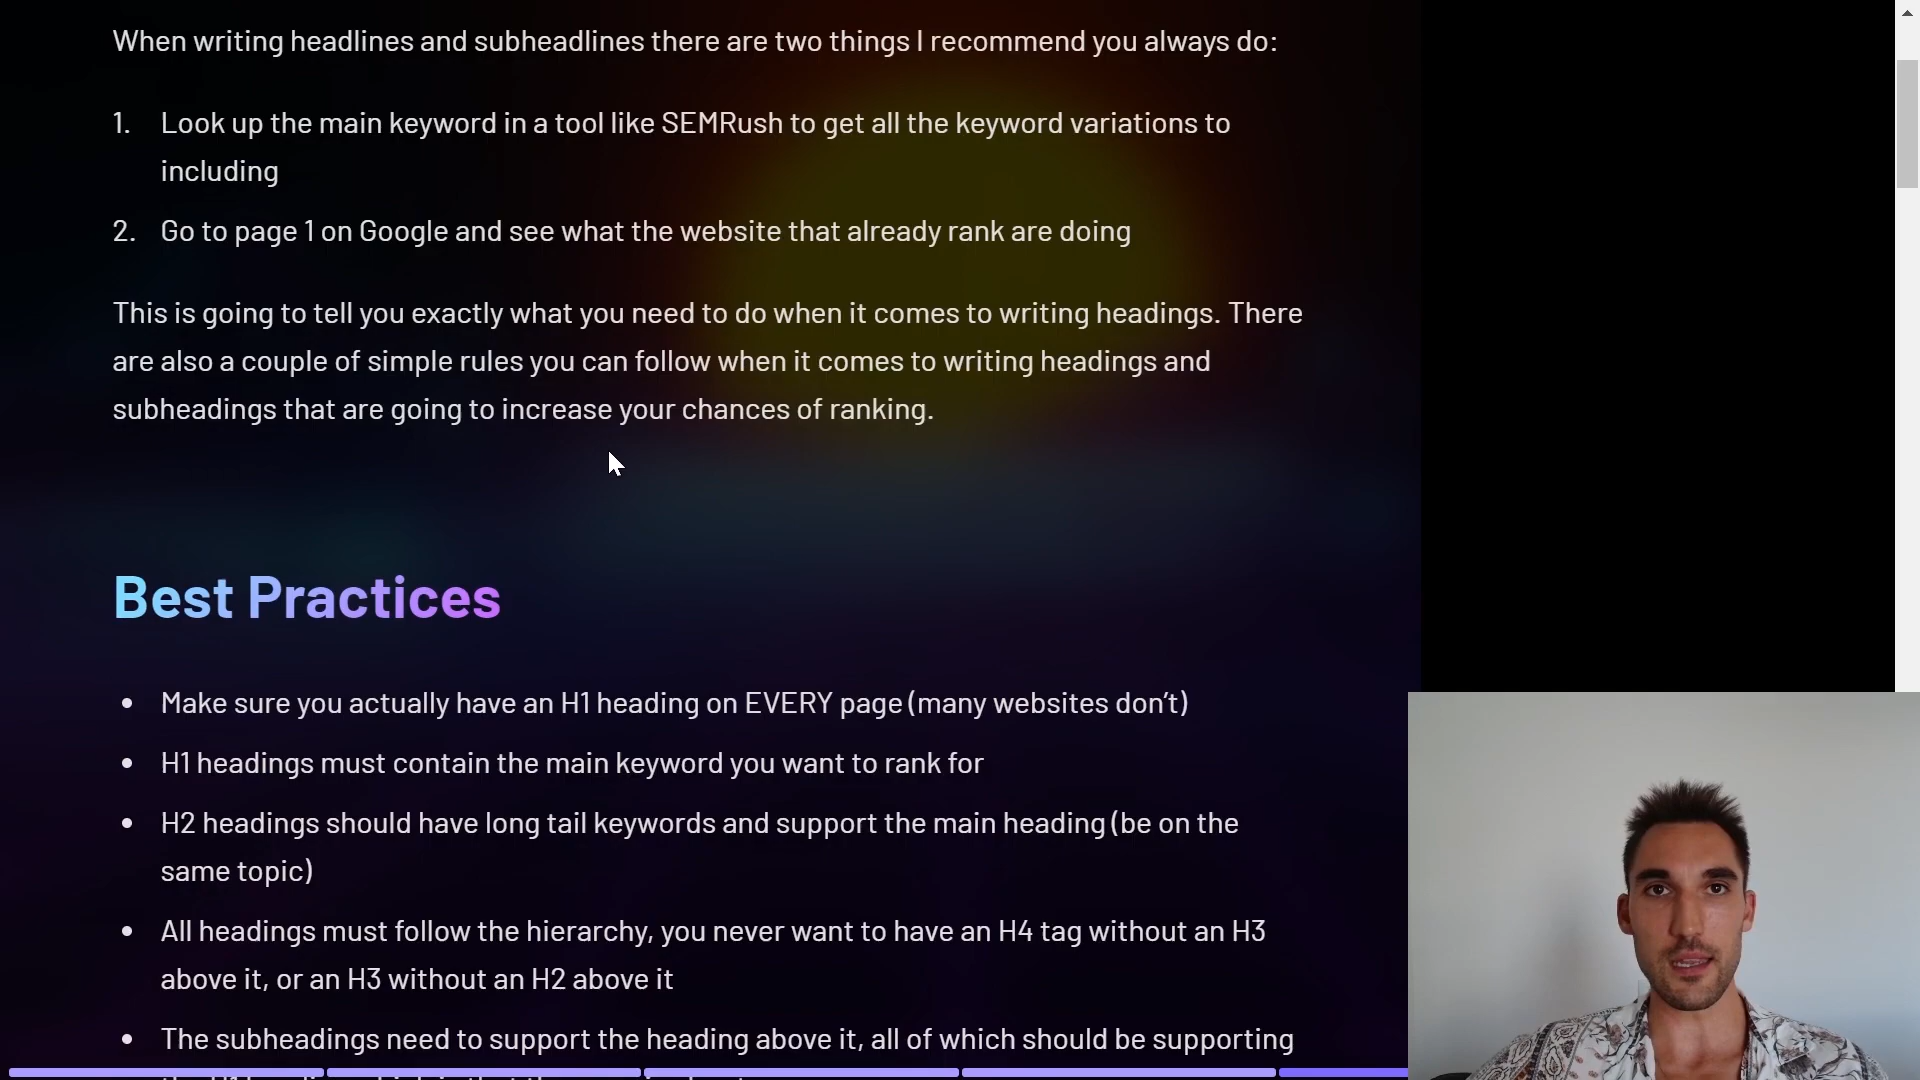 When writing headlines and subheadlines there are two things I recommend you always do:
1. Look up the main keyword in a tool like SEMRush to get all the keyword variations to
including
2. Go to page 1 on Google and see what the website that already rank are doing
This is going to tell you exactly what you need to do when it comes to writing headings. There
are also a couple of simple rules you can follow when it comes to writing headings and
subheadings that are going to increase your chances of ranking.
Best Practices
• Make sure you actually have an H1 heading on EVERY page (many websites don’t)
• H1 headings must contain the main keyword you want to rank for
• H2 headings should have long tail keywords and support the main heading (be on the
same topic)
• All headings must follow the hierarchy, you never want to have an H4 tag without an H3
above it, or an H3 without an H2 above it
• The subheadings need to support the heading above it, all of which should be supporting